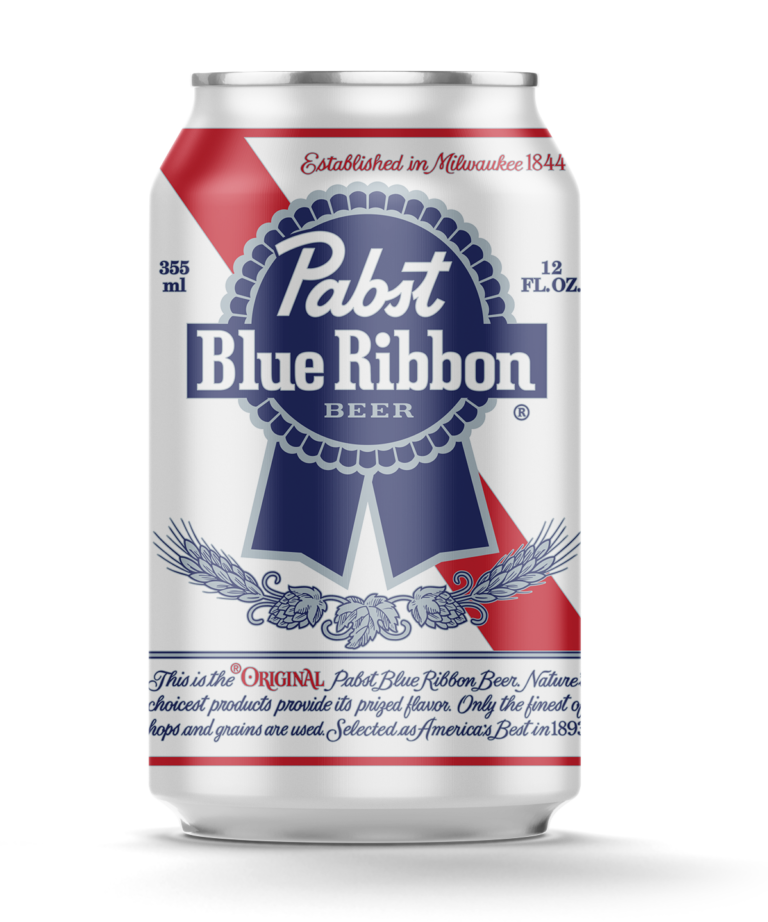 Established in Milwaukee 1844
355
ml
12
FL. OZ.
Pabst
Blue Ribbon
BEER
®
This is the ®ORIGINAL Pabst Blue Ribbon Beer. Nature
choicest products provide its prized flavor. Only the finest of
hops and grains are used. Selected as America's Best in 1893